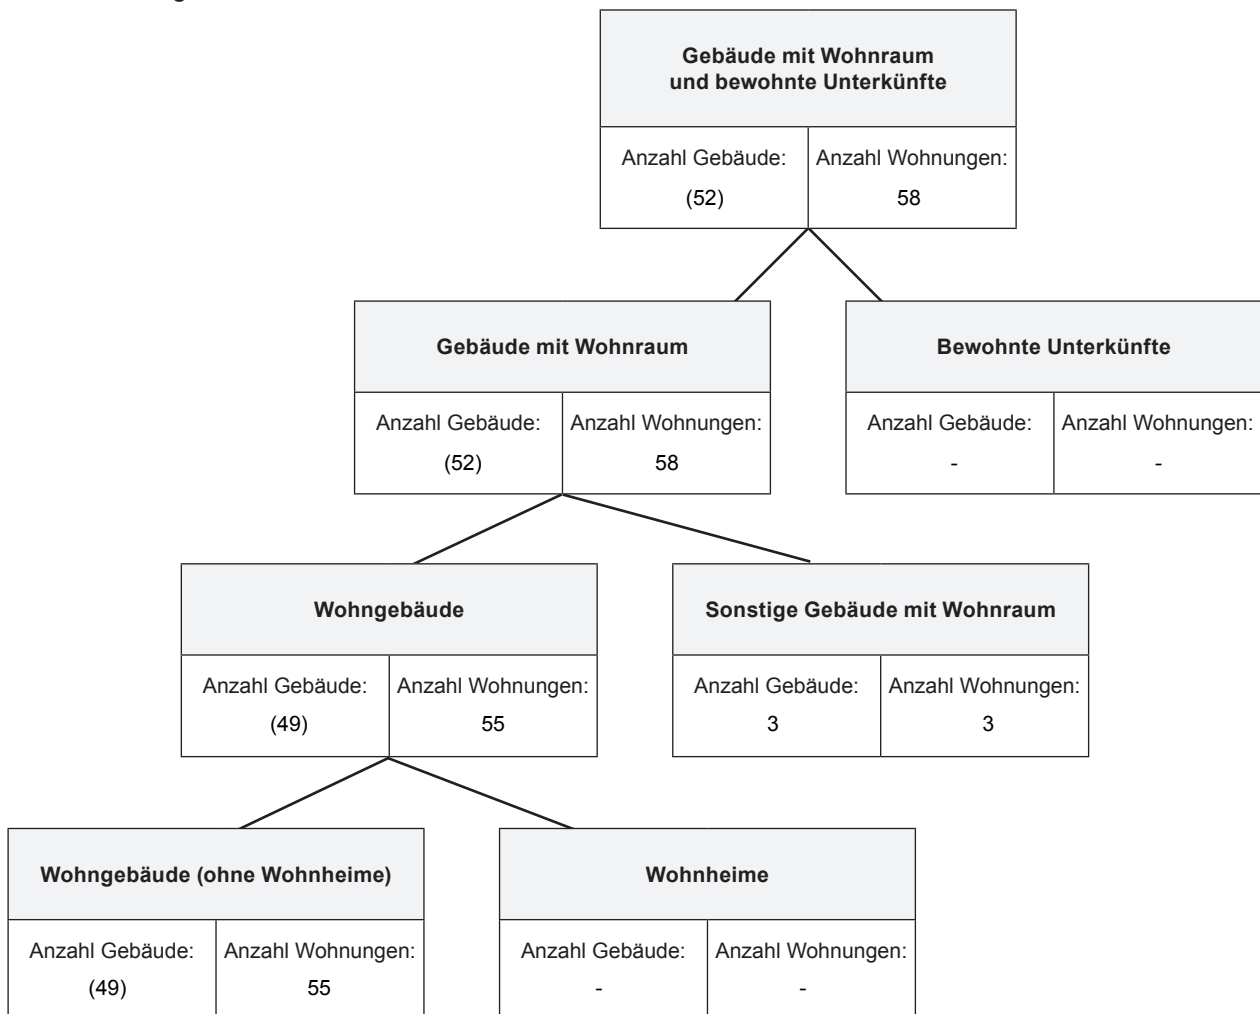 Gebäude mit Wohnraum
und bewohnte Unterkünfte
Anzahl Gebäude: Anzahl Wohnungen:
(52) 58
Gebäude mit Wohnraum
Anzahl Gebäude: Anzahl Wohnungen:
(52) 58
Bewohnte Unterkünfte
Anzahl Gebäude: Anzahl Wohnungen:
- -
Wohngebäude
Anzahl Gebäude: Anzahl Wohnungen:
(49) 55
Sonstige Gebäude mit Wohnraum
Anzahl Gebäude: Anzahl Wohnungen:
3 3
Wohngebäude (ohne Wohnheime)
Anzahl Gebäude: Anzahl Wohnungen:
(49) 55
Wohnheime
Anzahl Gebäude: Anzahl Wohnungen:
- -